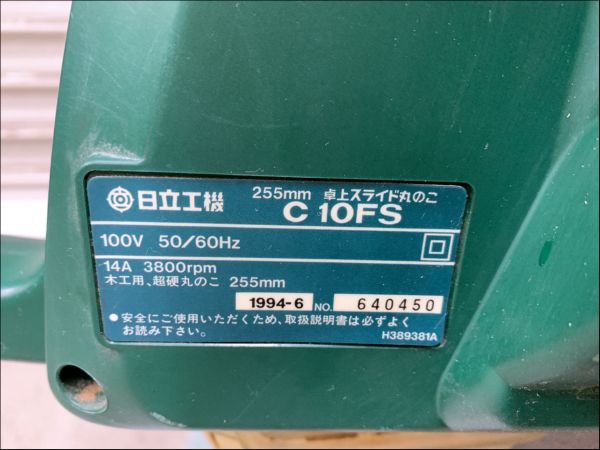 日立工機 255mm 卓上スライド丸のこ
C 10FS
100V 50/60Hz
14A 3800rpm
木工用、超硬丸のこ 255mm
1994-6 NO. 640450
●安全にご使用いただくため、取扱説明書は必ずよく
お読み下さい。 H389381A